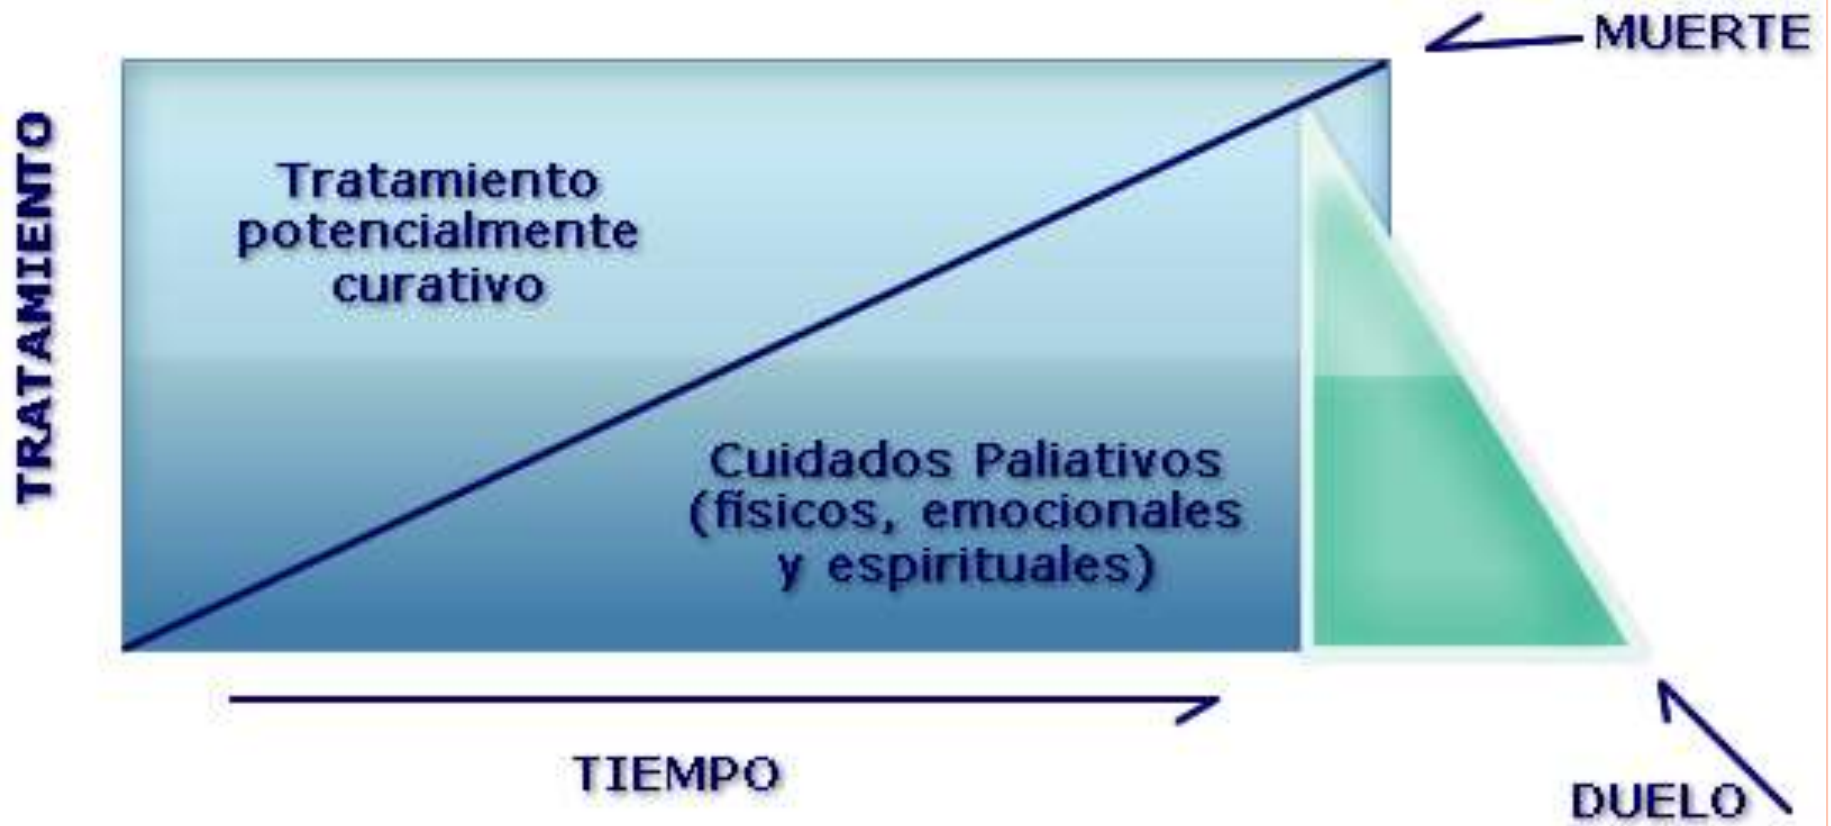 MUERTE
TRATAMIENTO
Tratamiento
potencialmente
curativo
Cuidados Paliativos
(físicos, emocionales
y espirituales)
TIEMPO
DUELO